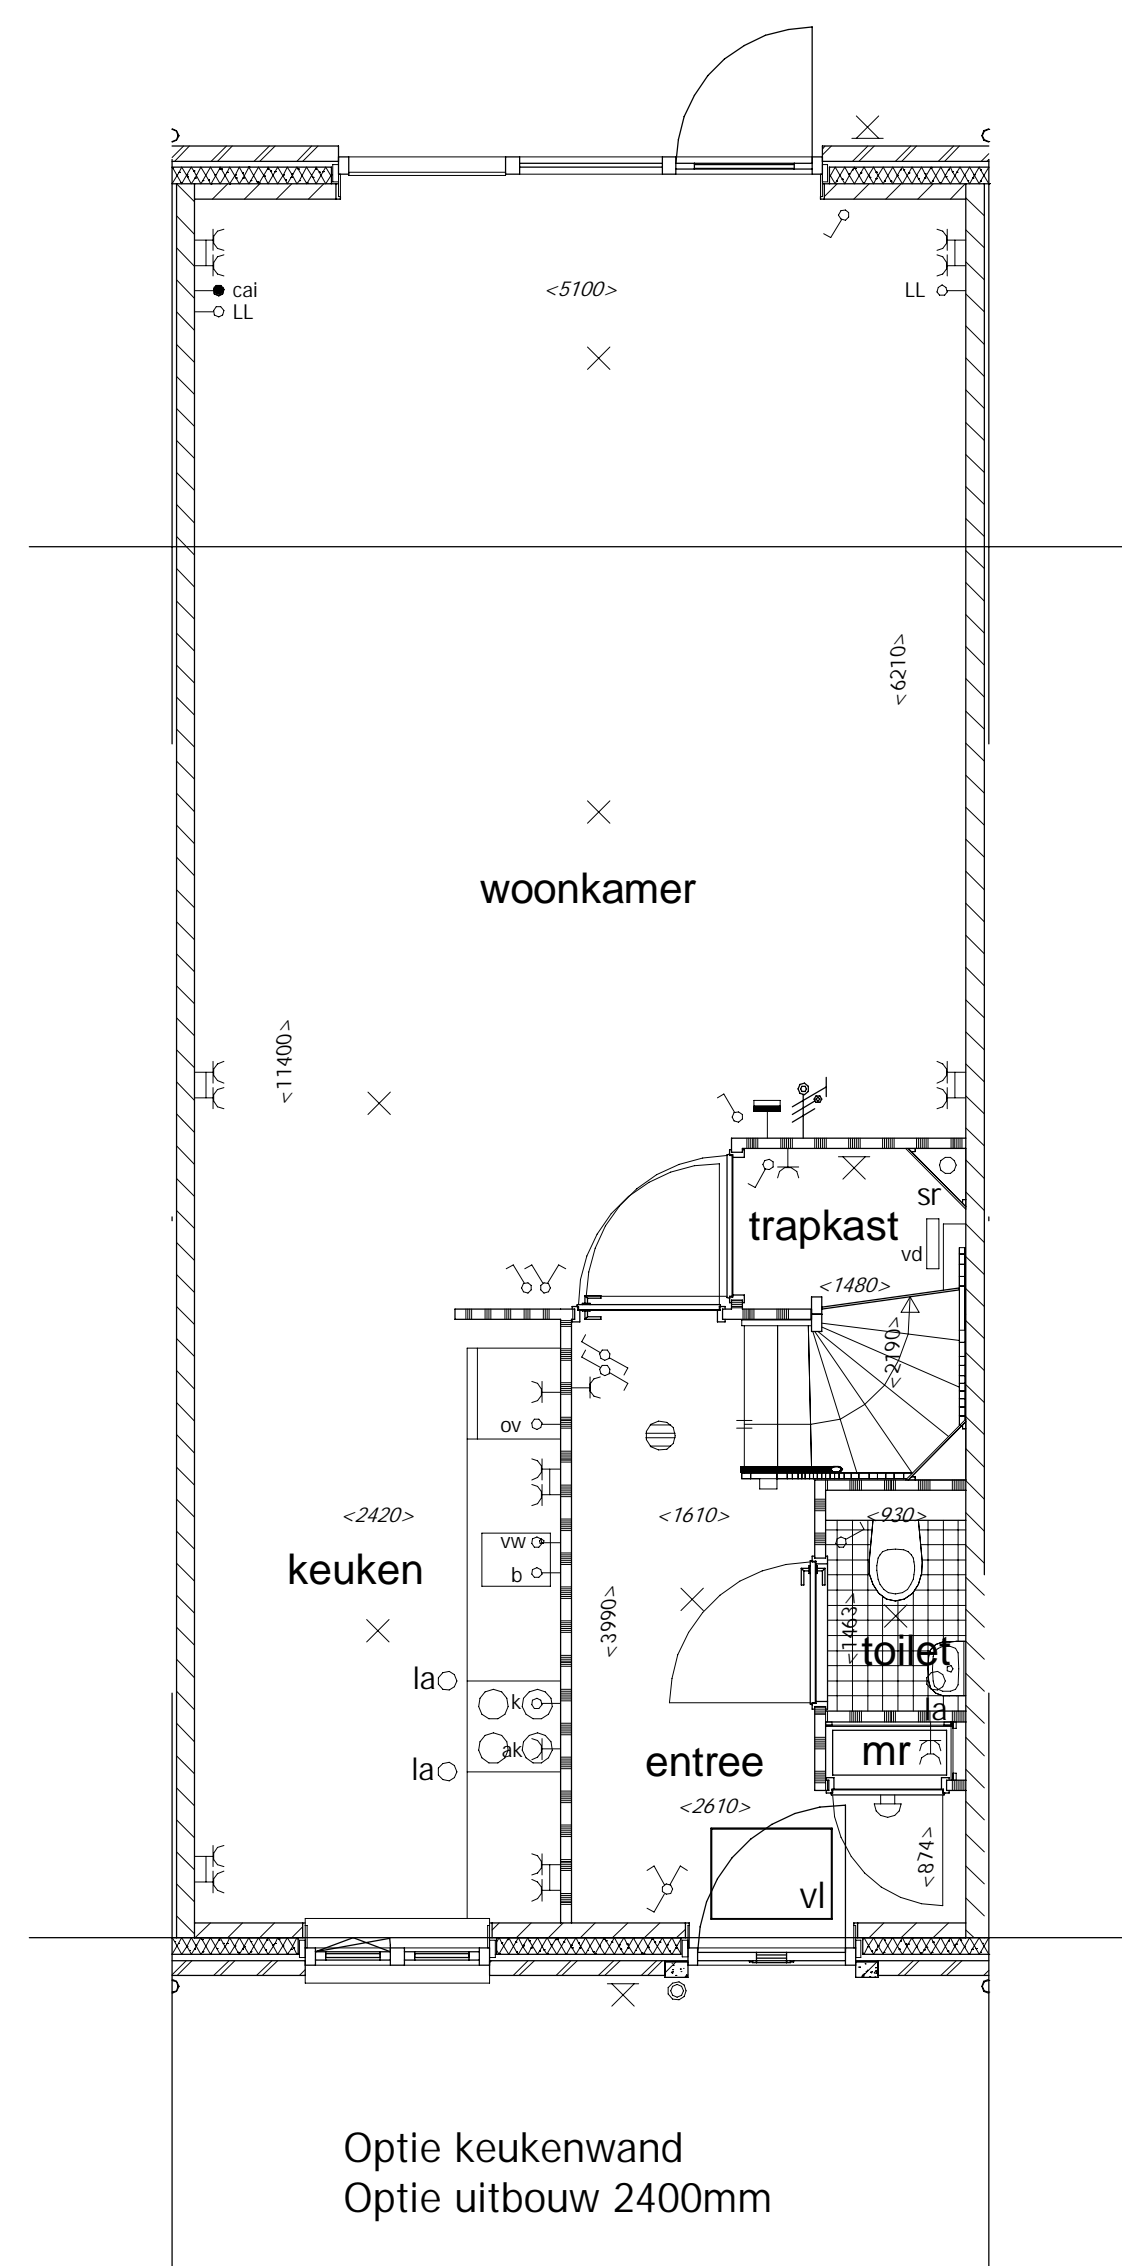 <5100>
cai
LL
LL
<6210>
woonkamer
<11400>
sr
trapkast
vd
<1480>
<2190>
ov
<2420>
<1610>
<930>
vw
keuken
b
<3990>
<1463>
toilet
la
k
la
entree
mr
ak
la
<2610>
<874>
vl
Optie keukenwand
Optie uitbouw 2400mm